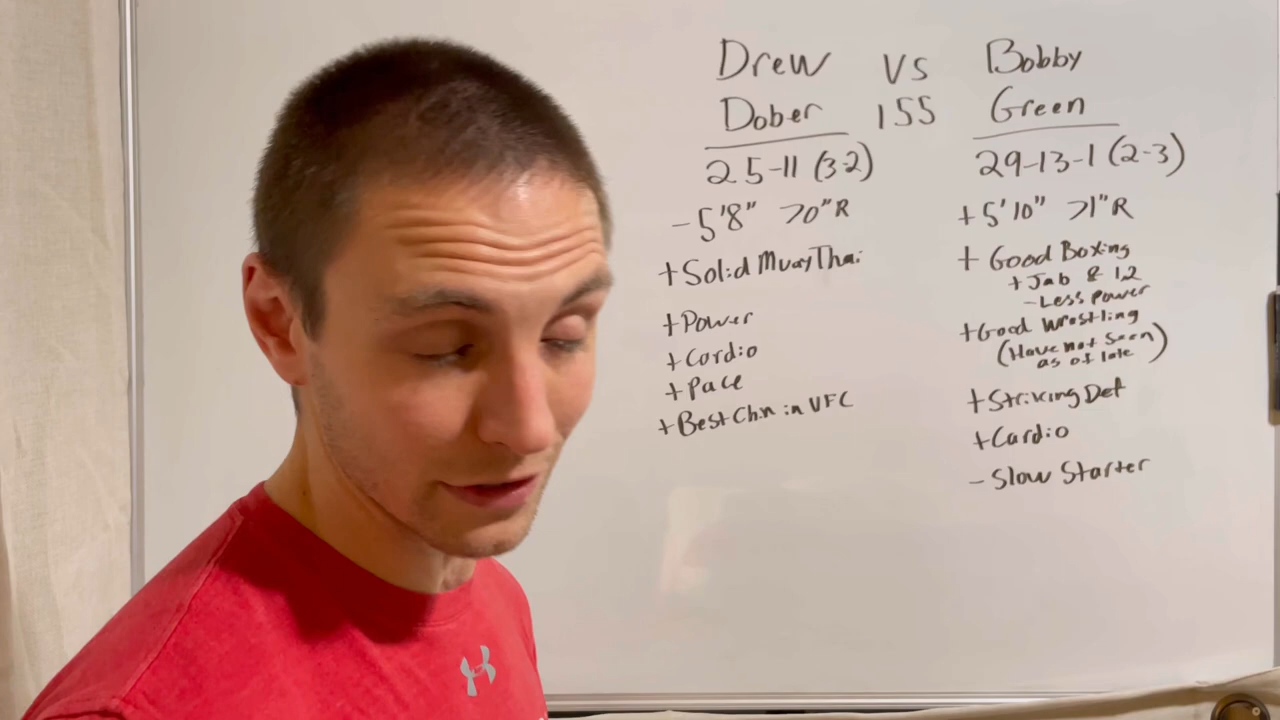 Drew vs Bobby
Dober 155 Green
25-11 (3-2)
- 5'8" 70"R
+ Solid Muay Thai
+ Power
+ Cardio
+ Pace
+ Best Chin in UFC
29-13-1 (2-3)
+ 5'10" 71"R
+ Good Boxing
+ Jab & 1,2
- Less Power
+ Good Wrestling
(Have not seen
as of late)
+ Striking Def
+ Cardio
- Slow Starter